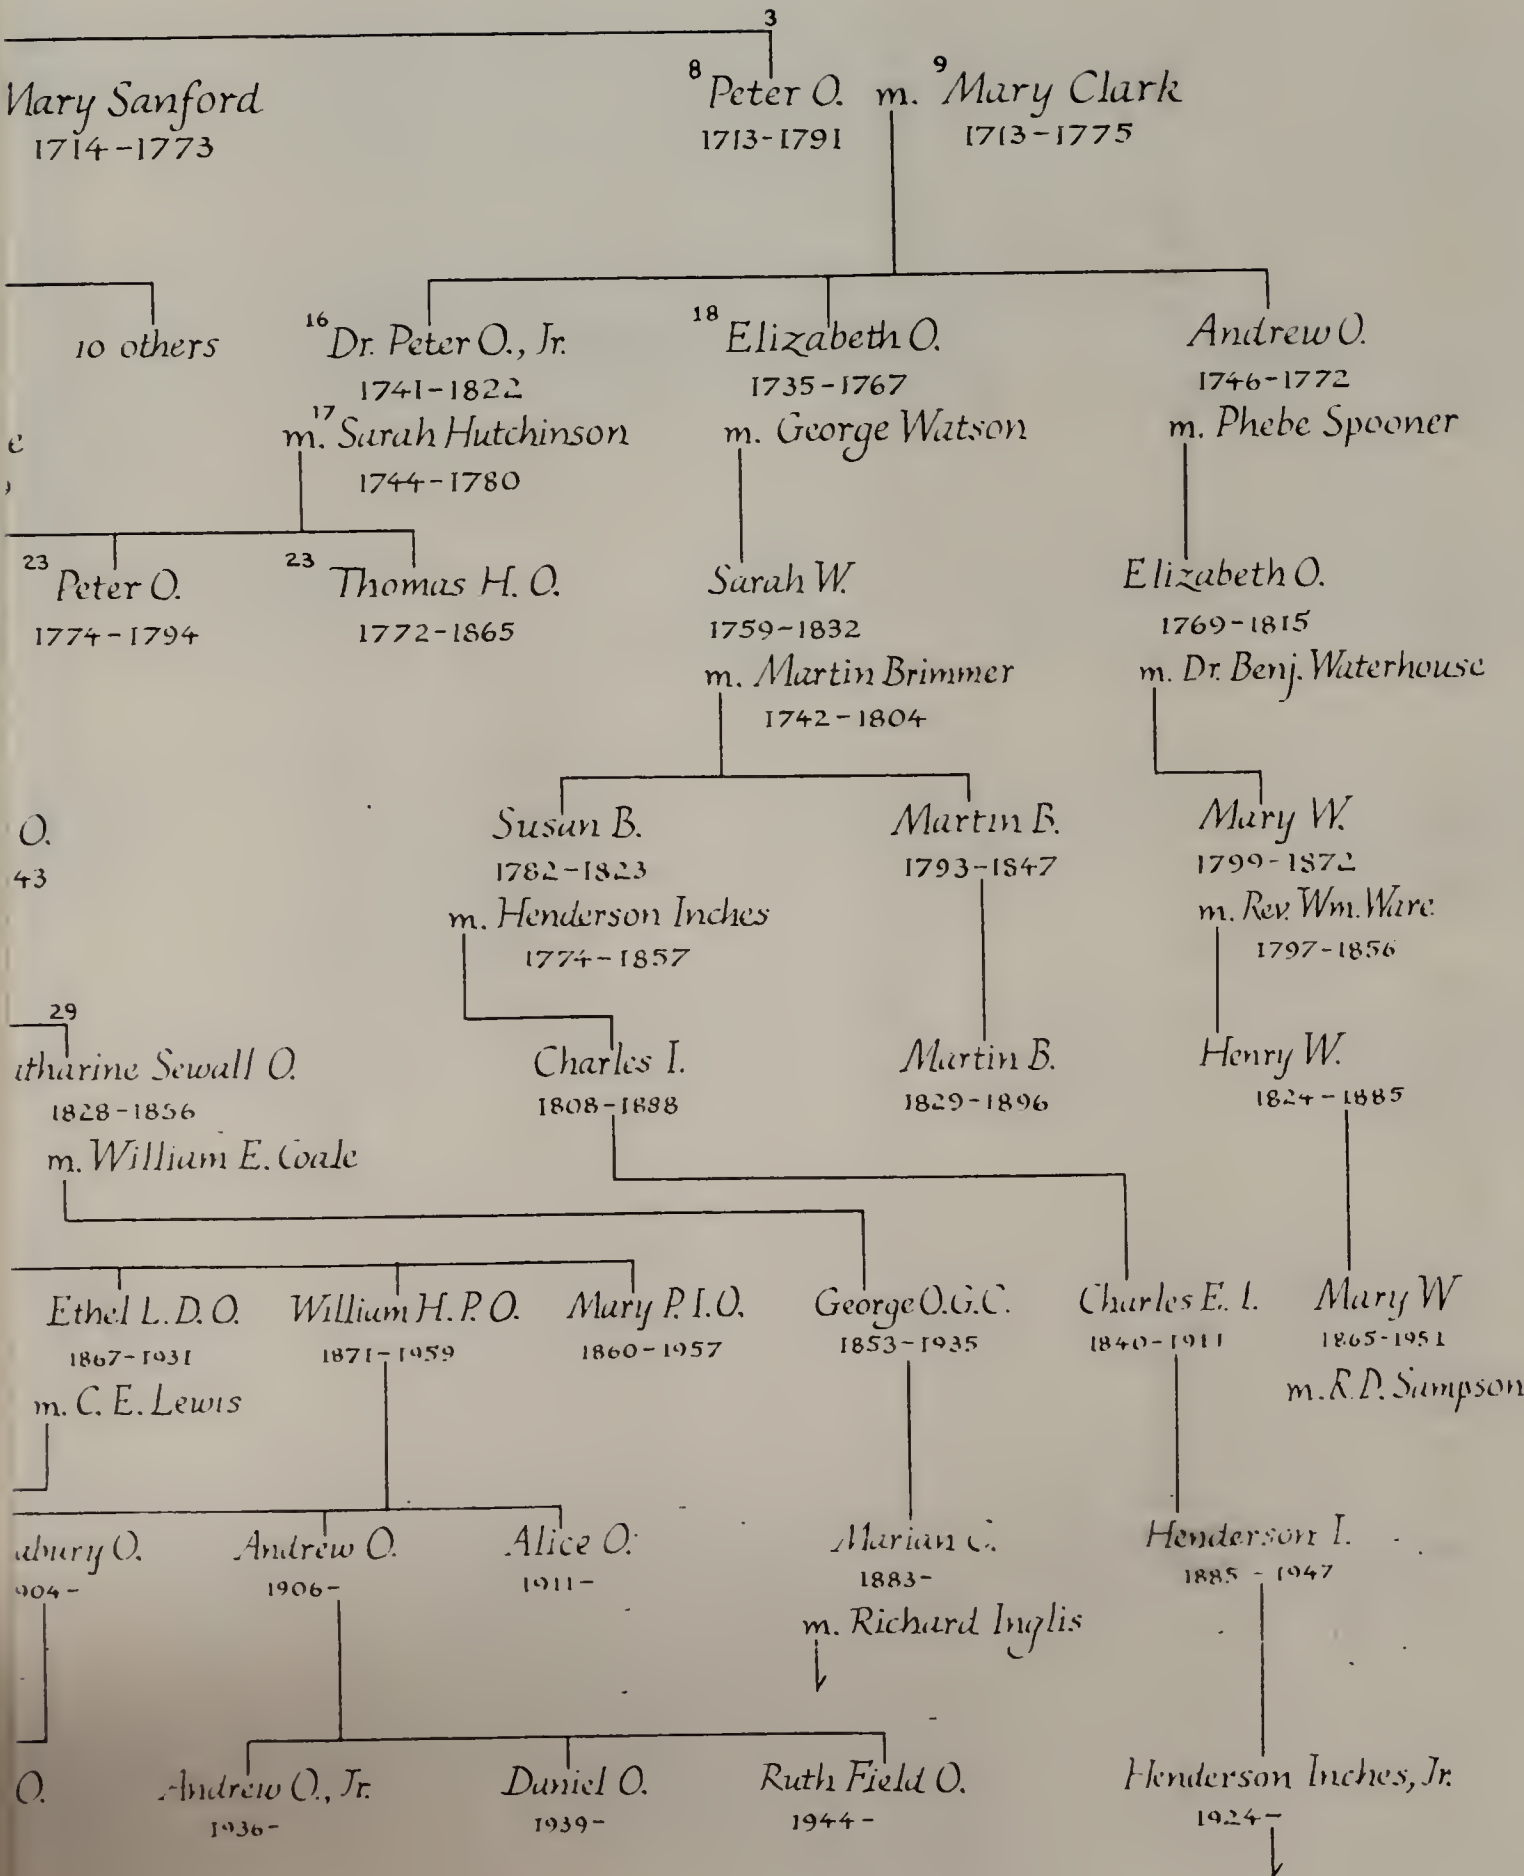 3
Mary Sanford
1714-1773
8 Peter O. m. 9 Mary Clark
1713-1791 1713-1775
10 others
16 Dr. Peter O., Jr.
1741-1822
m. 17 Sarah Hutchinson
1744-1780
18 Elizabeth O.
1735-1767
m. George Watson
Andrew O.
1746-1772
m. Phebe Spooner
e
23 Peter O.
1774-1794
23 Thomas H. O.
1772-1865
Sarah W.
1759-1832
m. Martin Brimmer
1742-1804
Elizabeth O.
1769-1815
m. Dr. Benj. Waterhouse
O.
43
Susan B.
1782-1823
m. Henderson Inches
1774-1857
Martin B.
1793-1847
Mary W.
1799-1872
m. Rev. Wm. Ware
1797-1856
29
atharine Sewall O.
1828-1856
m. William E. Coale
Charles I.
1808-1888
Martin B.
1829-1896
Henry W.
1824-1885
Ethel L. D. O.
1867-1931
m. C. E. Lewis
William H. P. O.
1871-1959
Mary P. I. O.
1860-1957
George O. G. C.
1853-1935
Charles E. I.
1840-1911
Mary W
1865-1951
m. R. D. Sampson
abury O.
904-
Andrew O.
1906-
Alice O.
1911-
Marian C.
1883-
m. Richard Inglis
Henderson I.
1885-1947
O.
Andrew O., Jr.
1936-
Daniel O.
1939-
Ruth Field O.
1944-
Henderson Inches, Jr.
1924-